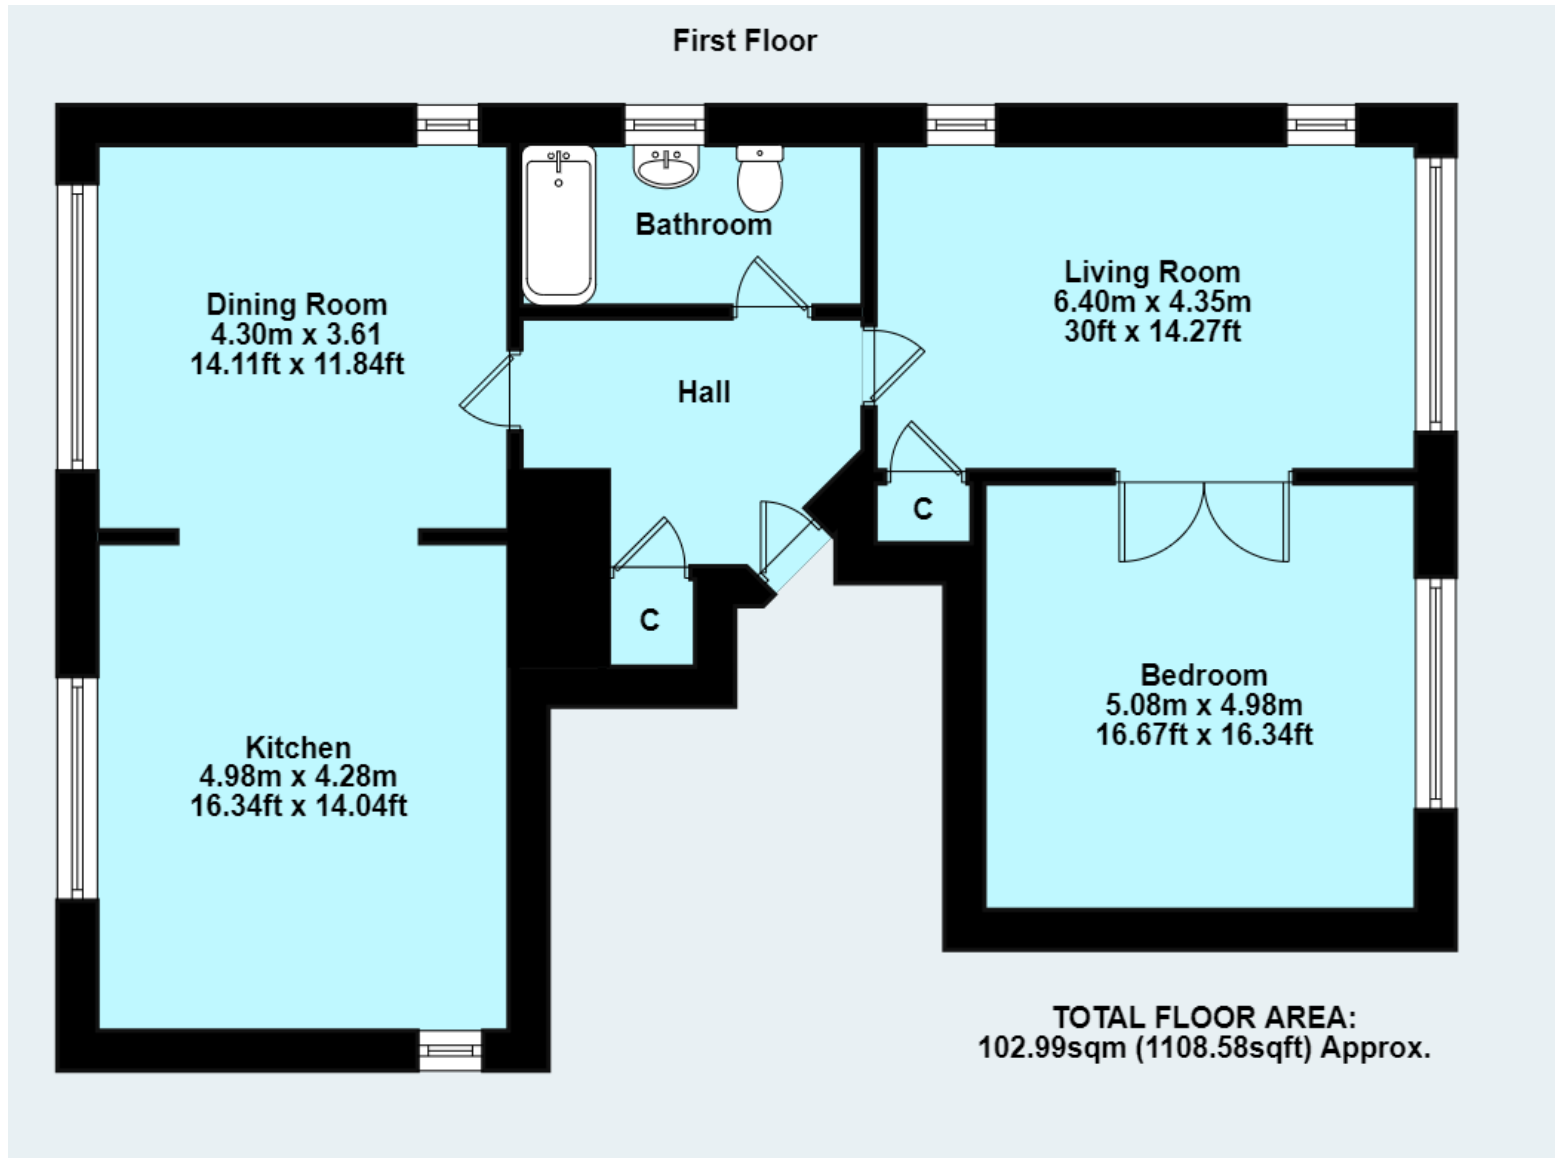 First Floor
Bathroom
Dining Room
4.30m x 3.61
14.11ft x 11.84ft
Hall
Living Room
6.40m x 4.35m
30ft x 14.27ft
C
C
Kitchen
4.98m x 4.28m
16.34ft x 14.04ft
Bedroom
5.08m x 4.98m
16.67ft x 16.34ft
TOTAL FLOOR AREA:
102.99sqm (1108.58sqft) Approx.